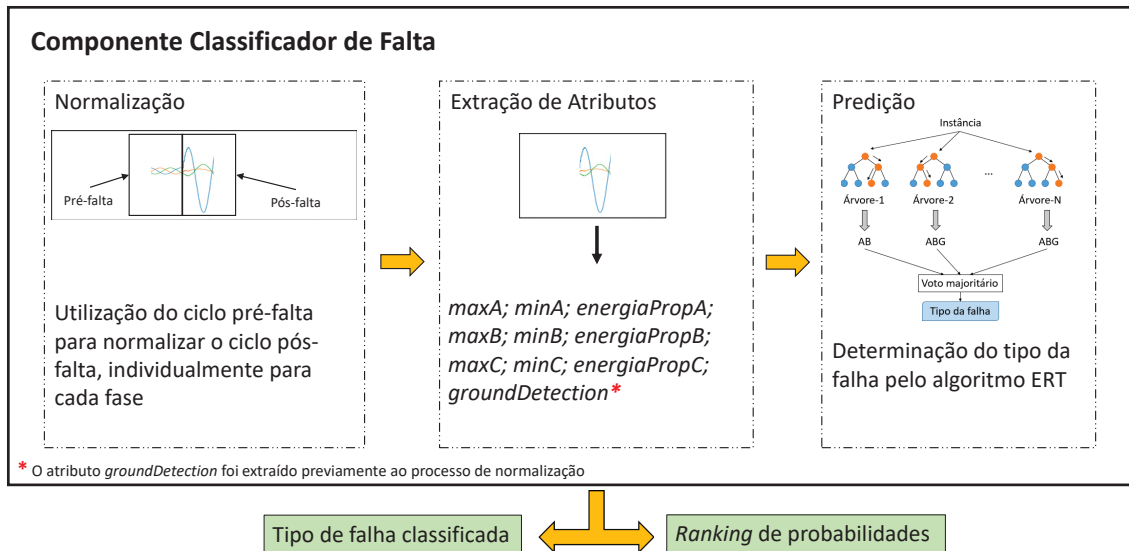 Componente Classificador de Falta
Normalização
Pré-falta
Pós-falta
Utilização do ciclo pré-falta
para normalizar o ciclo pós-
falta, individualmente para
cada fase
Extração de Atributos
maxA; minA; energiaPropA;
maxB; minB; energiaPropB;
maxC; minC; energiaPropC;
groundDetection*
Predição
Instância
...
Árvore-1 Árvore-2 Árvore-N
AB ABG ABG
Voto majoritário
Tipo da falha
Determinação do tipo da
falha pelo algoritmo ERT
* O atributo groundDetection foi extraído previamente ao processo de normalização
Tipo de falha classificada
Ranking de probabilidades